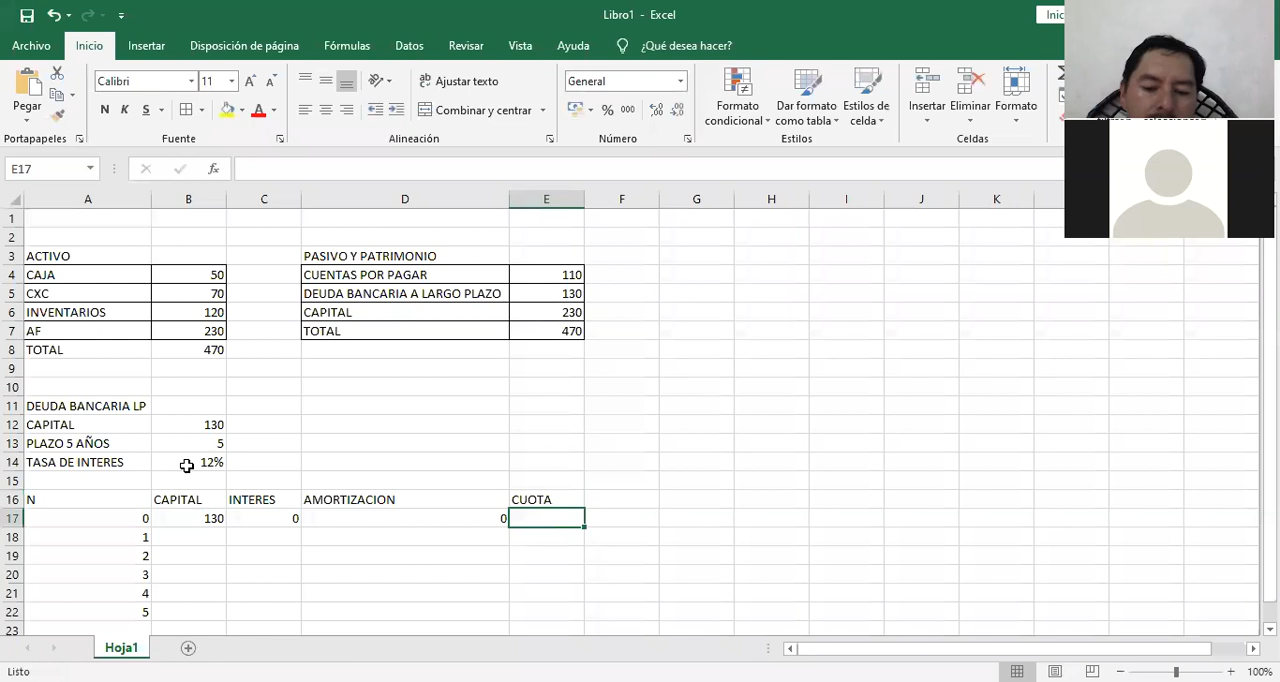 Libro1 - Excel
Inic
Archivo Inicio Insertar Disposición de página Fórmulas Datos Revisar Vista Ayuda ¿Qué desea hacer?
Pegar
Calibri 11
N K S
Ajustar texto
Combinar y centrar
General
% 000
Formato condicional
Dar formato como tabla
Estilos de celda
Insertar Eliminar Formato
Portapapeles Fuente Alineación Número Estilos Celdas
E17 fx
A B C D E F G H I J K
1
2
3 ACTIVO PASIVO Y PATRIMONIO
4 CAJA 50 CUENTAS POR PAGAR 110
5 CXC 70 DEUDA BANCARIA A LARGO PLAZO 130
6 INVENTARIOS 120 CAPITAL 230
7 AF 230 TOTAL 470
8 TOTAL 470
9
10
11 DEUDA BANCARIA LP
12 CAPITAL 130
13 PLAZO 5 AÑOS 5
14 TASA DE INTERES 12%
15
16 N CAPITAL INTERES AMORTIZACION CUOTA
17 0 130 0 0
18 1
19 2
20 3
21 4
22 5
23
Hoja1
Listo 100%